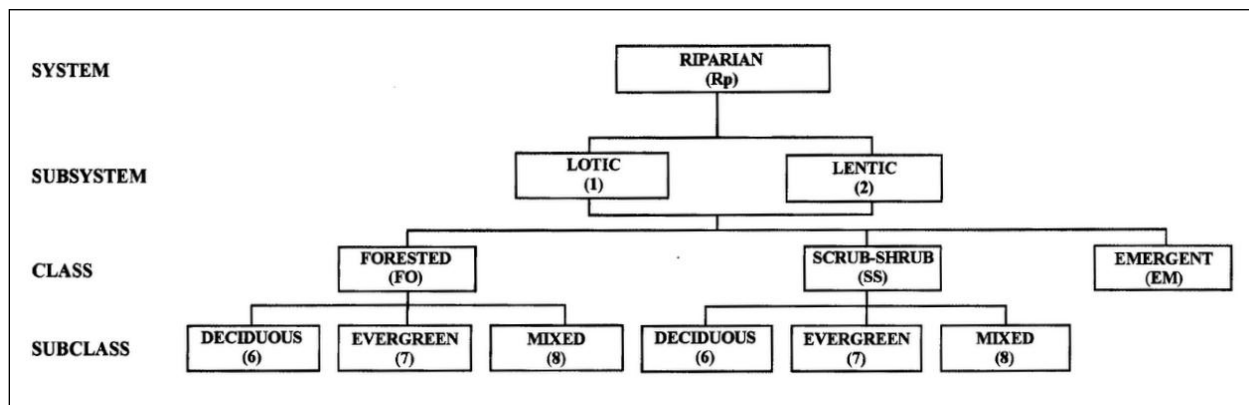 SYSTEM
RIPARIAN
(Rp)
SUBSYSTEM
LOTIC
(1)
LENTIC
(2)
CLASS
FORESTED
(FO)
SCRUB-SHRUB
(SS)
EMERGENT
(EM)
SUBCLASS
DECIDUOUS
(6)
EVERGREEN
(7)
MIXED
(8)
DECIDUOUS
(6)
EVERGREEN
(7)
MIXED
(8)